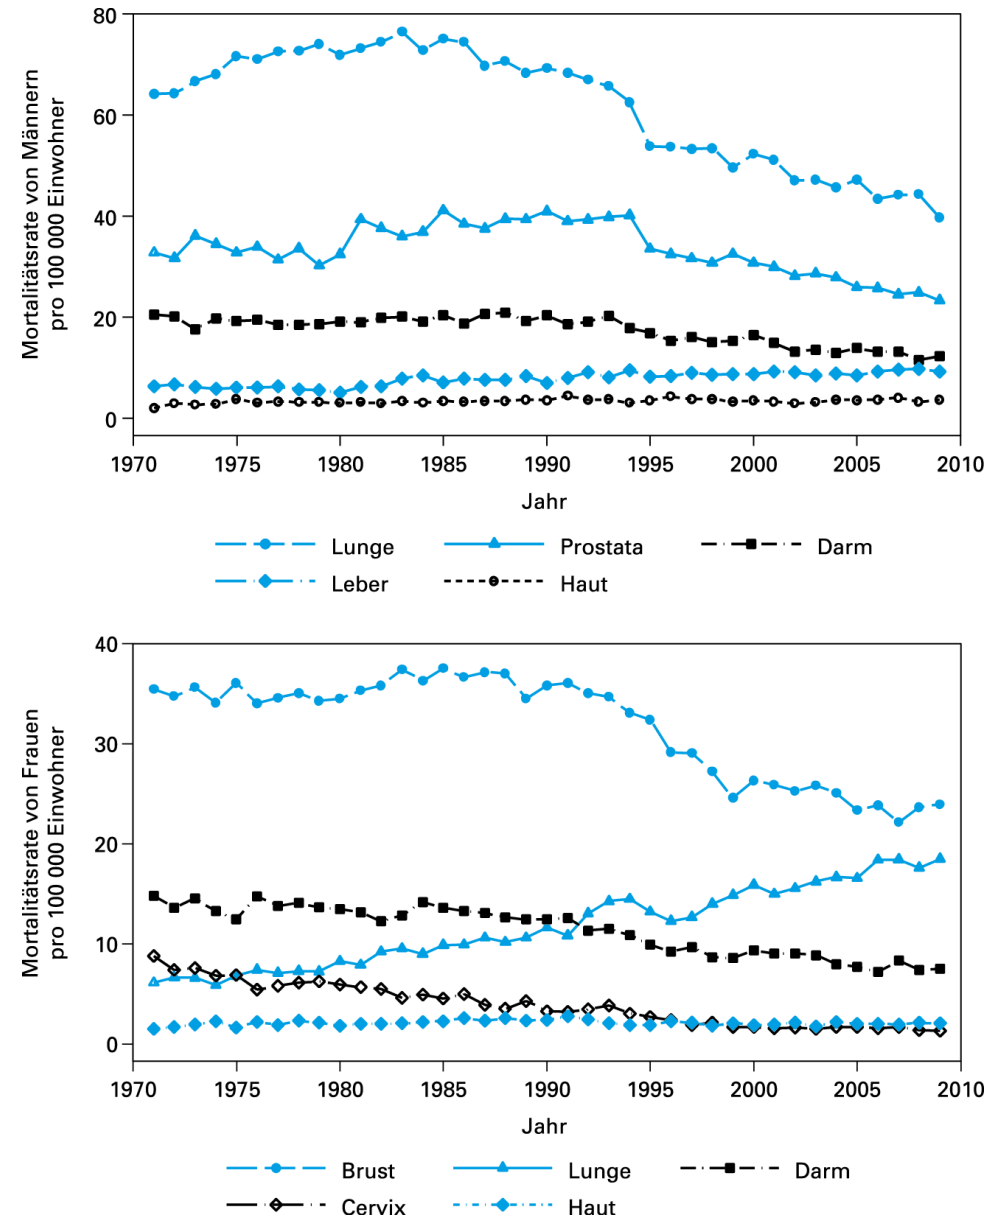 Mortalitätsrate von Männern
pro 100 000 Einwohner
80
60
40
20
0
1970 1975 1980 1985 1990 1995 2000 2005 2010
Jahr
Lunge Prostata Darm
Leber Haut
Mortalitätsrate von Frauen
pro 100 000 Einwohner
40
30
20
10
0
1970 1975 1980 1985 1990 1995 2000 2005 2010
Jahr
Brust Lunge Darm
Cervix Haut